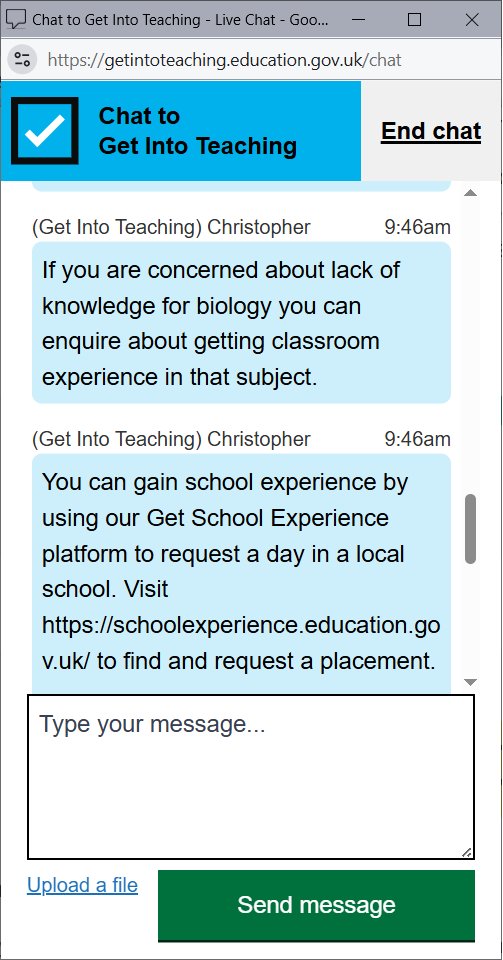 Chat to Get Into Teaching - Live Chat - Goo...
https://getintoteaching.education.gov.uk/chat
Chat to
Get Into Teaching
End chat
(Get Into Teaching) Christopher 9:46am
If you are concerned about lack of
knowledge for biology you can
enquire about getting classroom
experience in that subject.
(Get Into Teaching) Christopher 9:46am
You can gain school experience by
using our Get School Experience
platform to request a day in a local
school. Visit
https://schoolexperience.education.go
v.uk/ to find and request a placement.
Type your message...
Upload a file
Send message